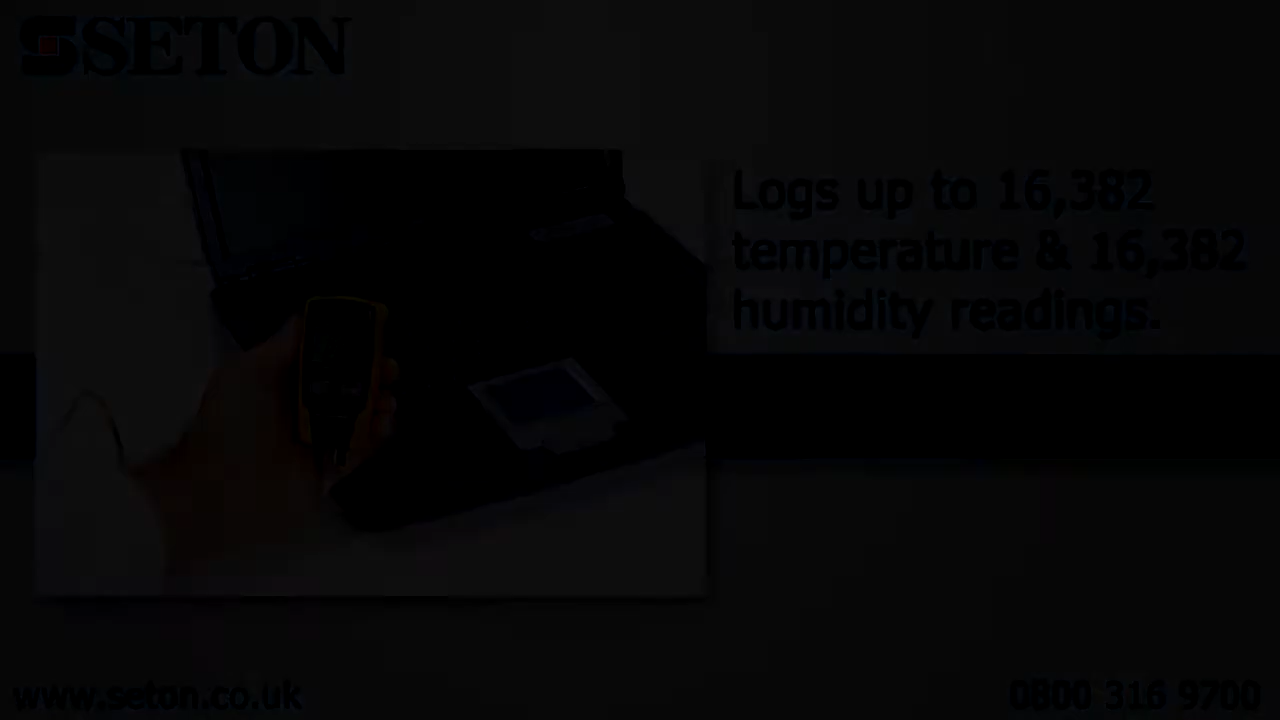 SETON
Logs up to 16,382
temperature & 16,382
humidity readings.
www.seton.co.uk
0800 316 9700